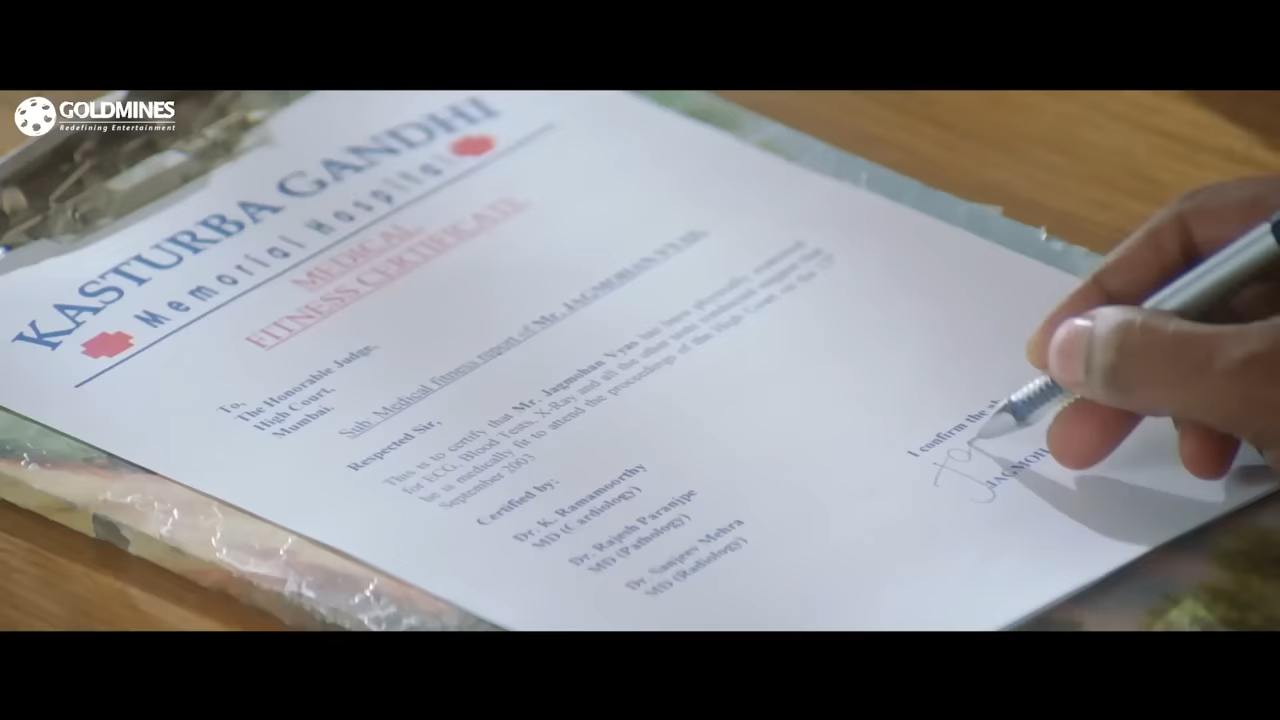 GOLDMINES
Redefining Entertainment
KASTURBA GANDHI
Memorial Hospital
MEDICAL
FITNESS CERTIFICATE
Sub Medical fitness report of Mr. JAGMOHAN VYAS
To,
The Honorable Judge,
High Court,
Mumbai.
Respected Sir,
This is to certify that Mr. Jagmohan Vyas has been physically examined
for ECG, Blood Tests, X-Ray and all the other
he is medically fit to attend the proceedings of the High Court on the
September 2003
Certified by:
Dr. K. Ramamoorthy
MD (Cardiology)
Dr. Rajesh Paranjpe
MD (Pathology)
Dr. Sanjeev Mehra
MD (Radiology)
I confirm the